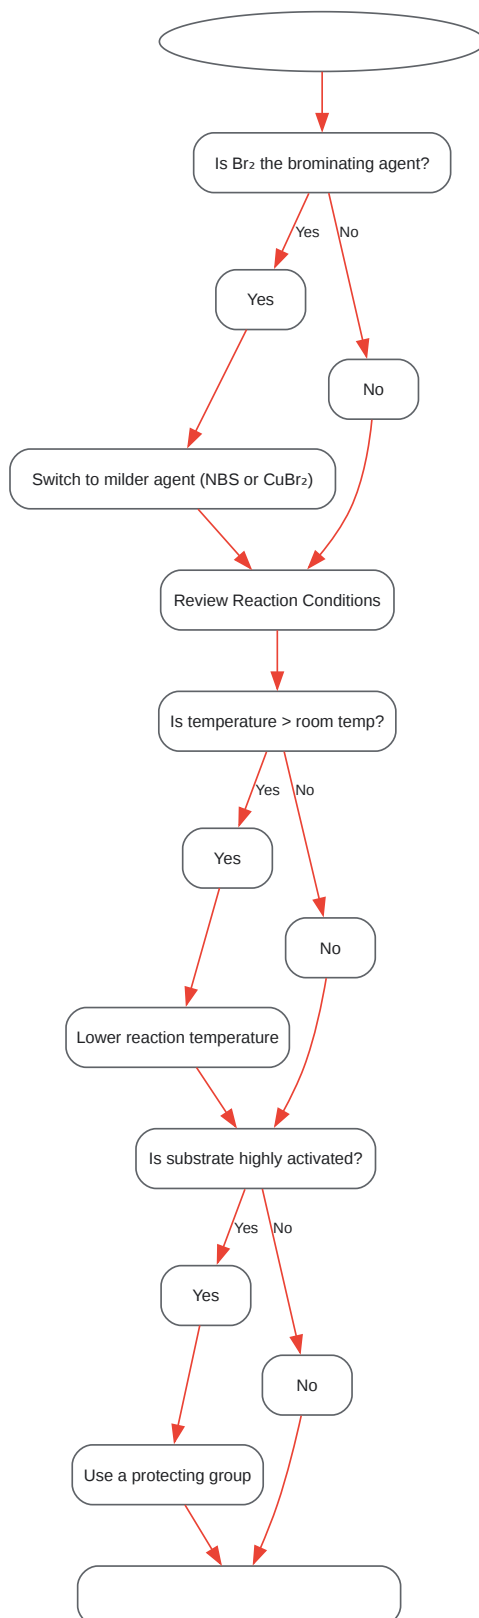 Is Br₂ the brominating agent?
Yes
No
Yes
No
Switch to milder agent (NBS or CuBr₂)
Review Reaction Conditions
Is temperature > room temp?
Yes
No
Yes
No
Lower reaction temperature
Is substrate highly activated?
Yes
No
Yes
No
Use a protecting group